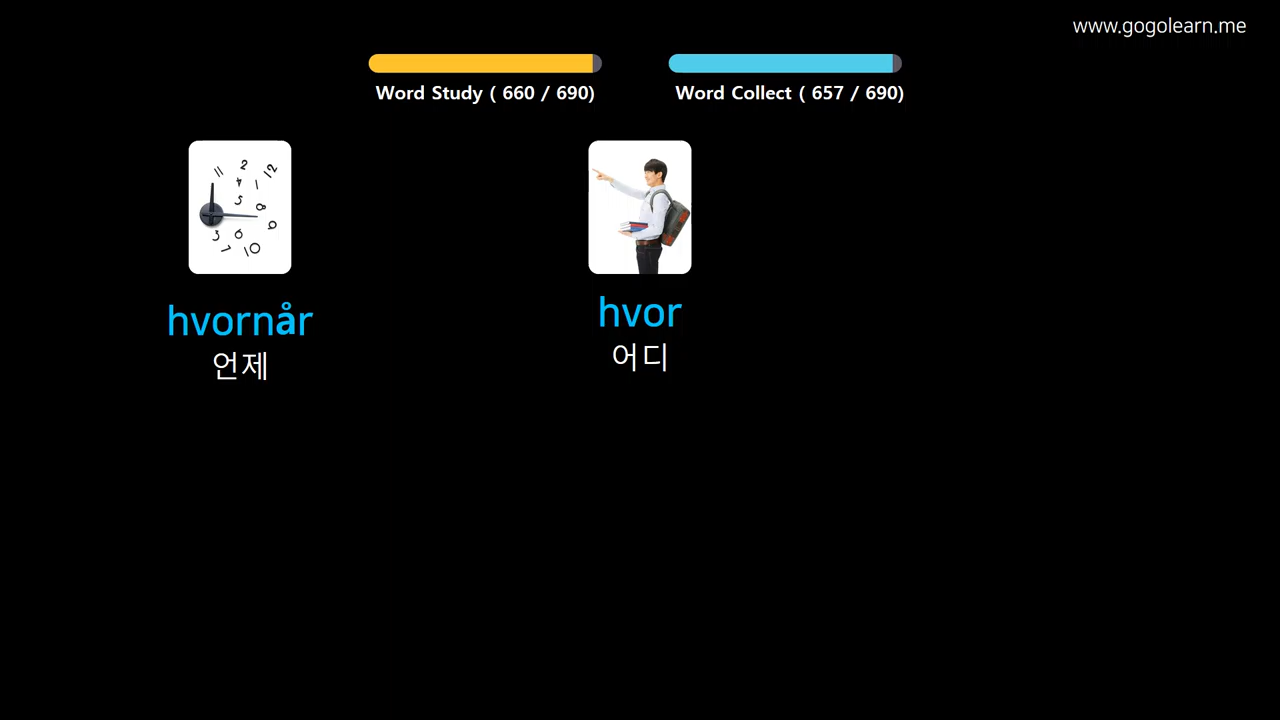 www.gogolearn.me
Word Study ( 660 / 690)
Word Collect ( 657 / 690)
hvornår
언제
hvor
어디